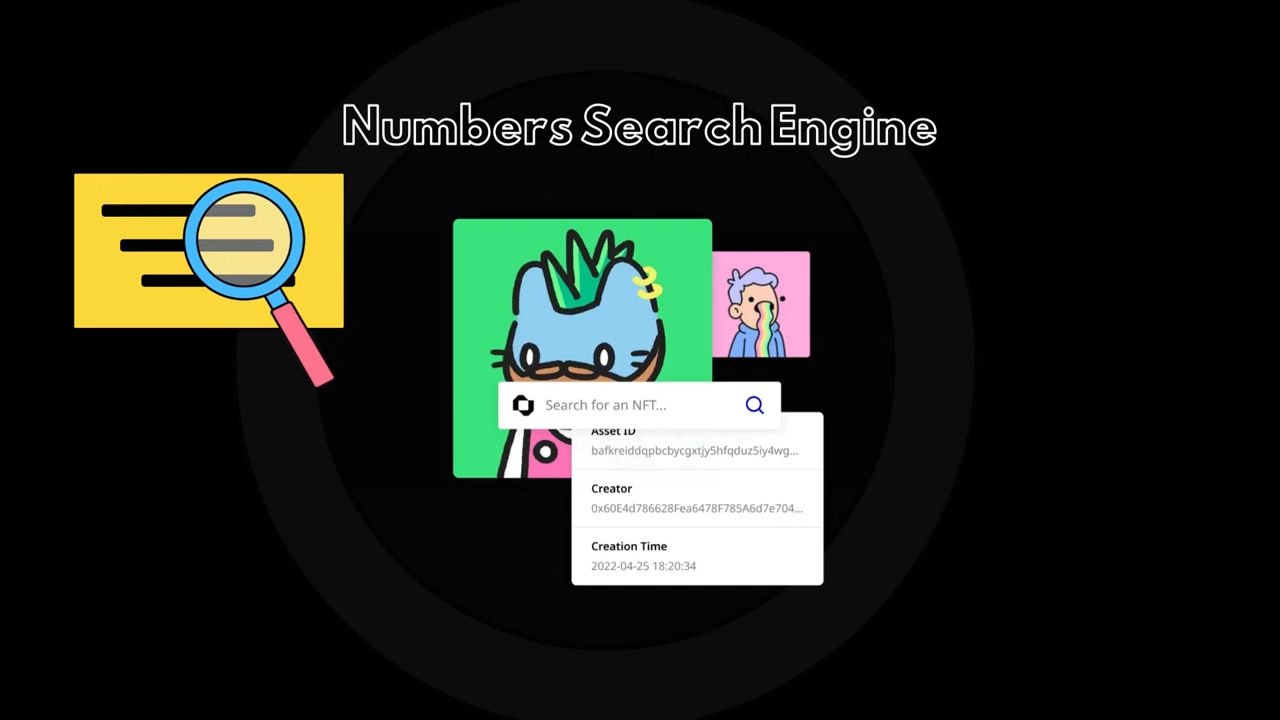 Numbers Search Engine
Search for an NFT...
Asset ID
bafkreiddqpbcbycgxtjy5hfqduz5iy4wg...
Creator
0x60E4d786628Fea6478F785A6d7e704...
Creation Time
2022-04-25 18:20:34